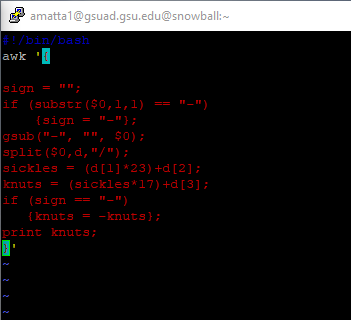 amatta1@gsuad.gsu.edu@snowball:~
#!/bin/bash
awk '{

sign = "";
if (substr($0,1,1) == "-")
    {sign = "-"};
gsub("-", "", $0);
split($0,d,"/");
sickles = (d[1]*23)+d[2];
knuts = (sickles*17)+d[3];
if (sign == "-")
   {knuts = -knuts};
print knuts;
}'
~
~
~
~